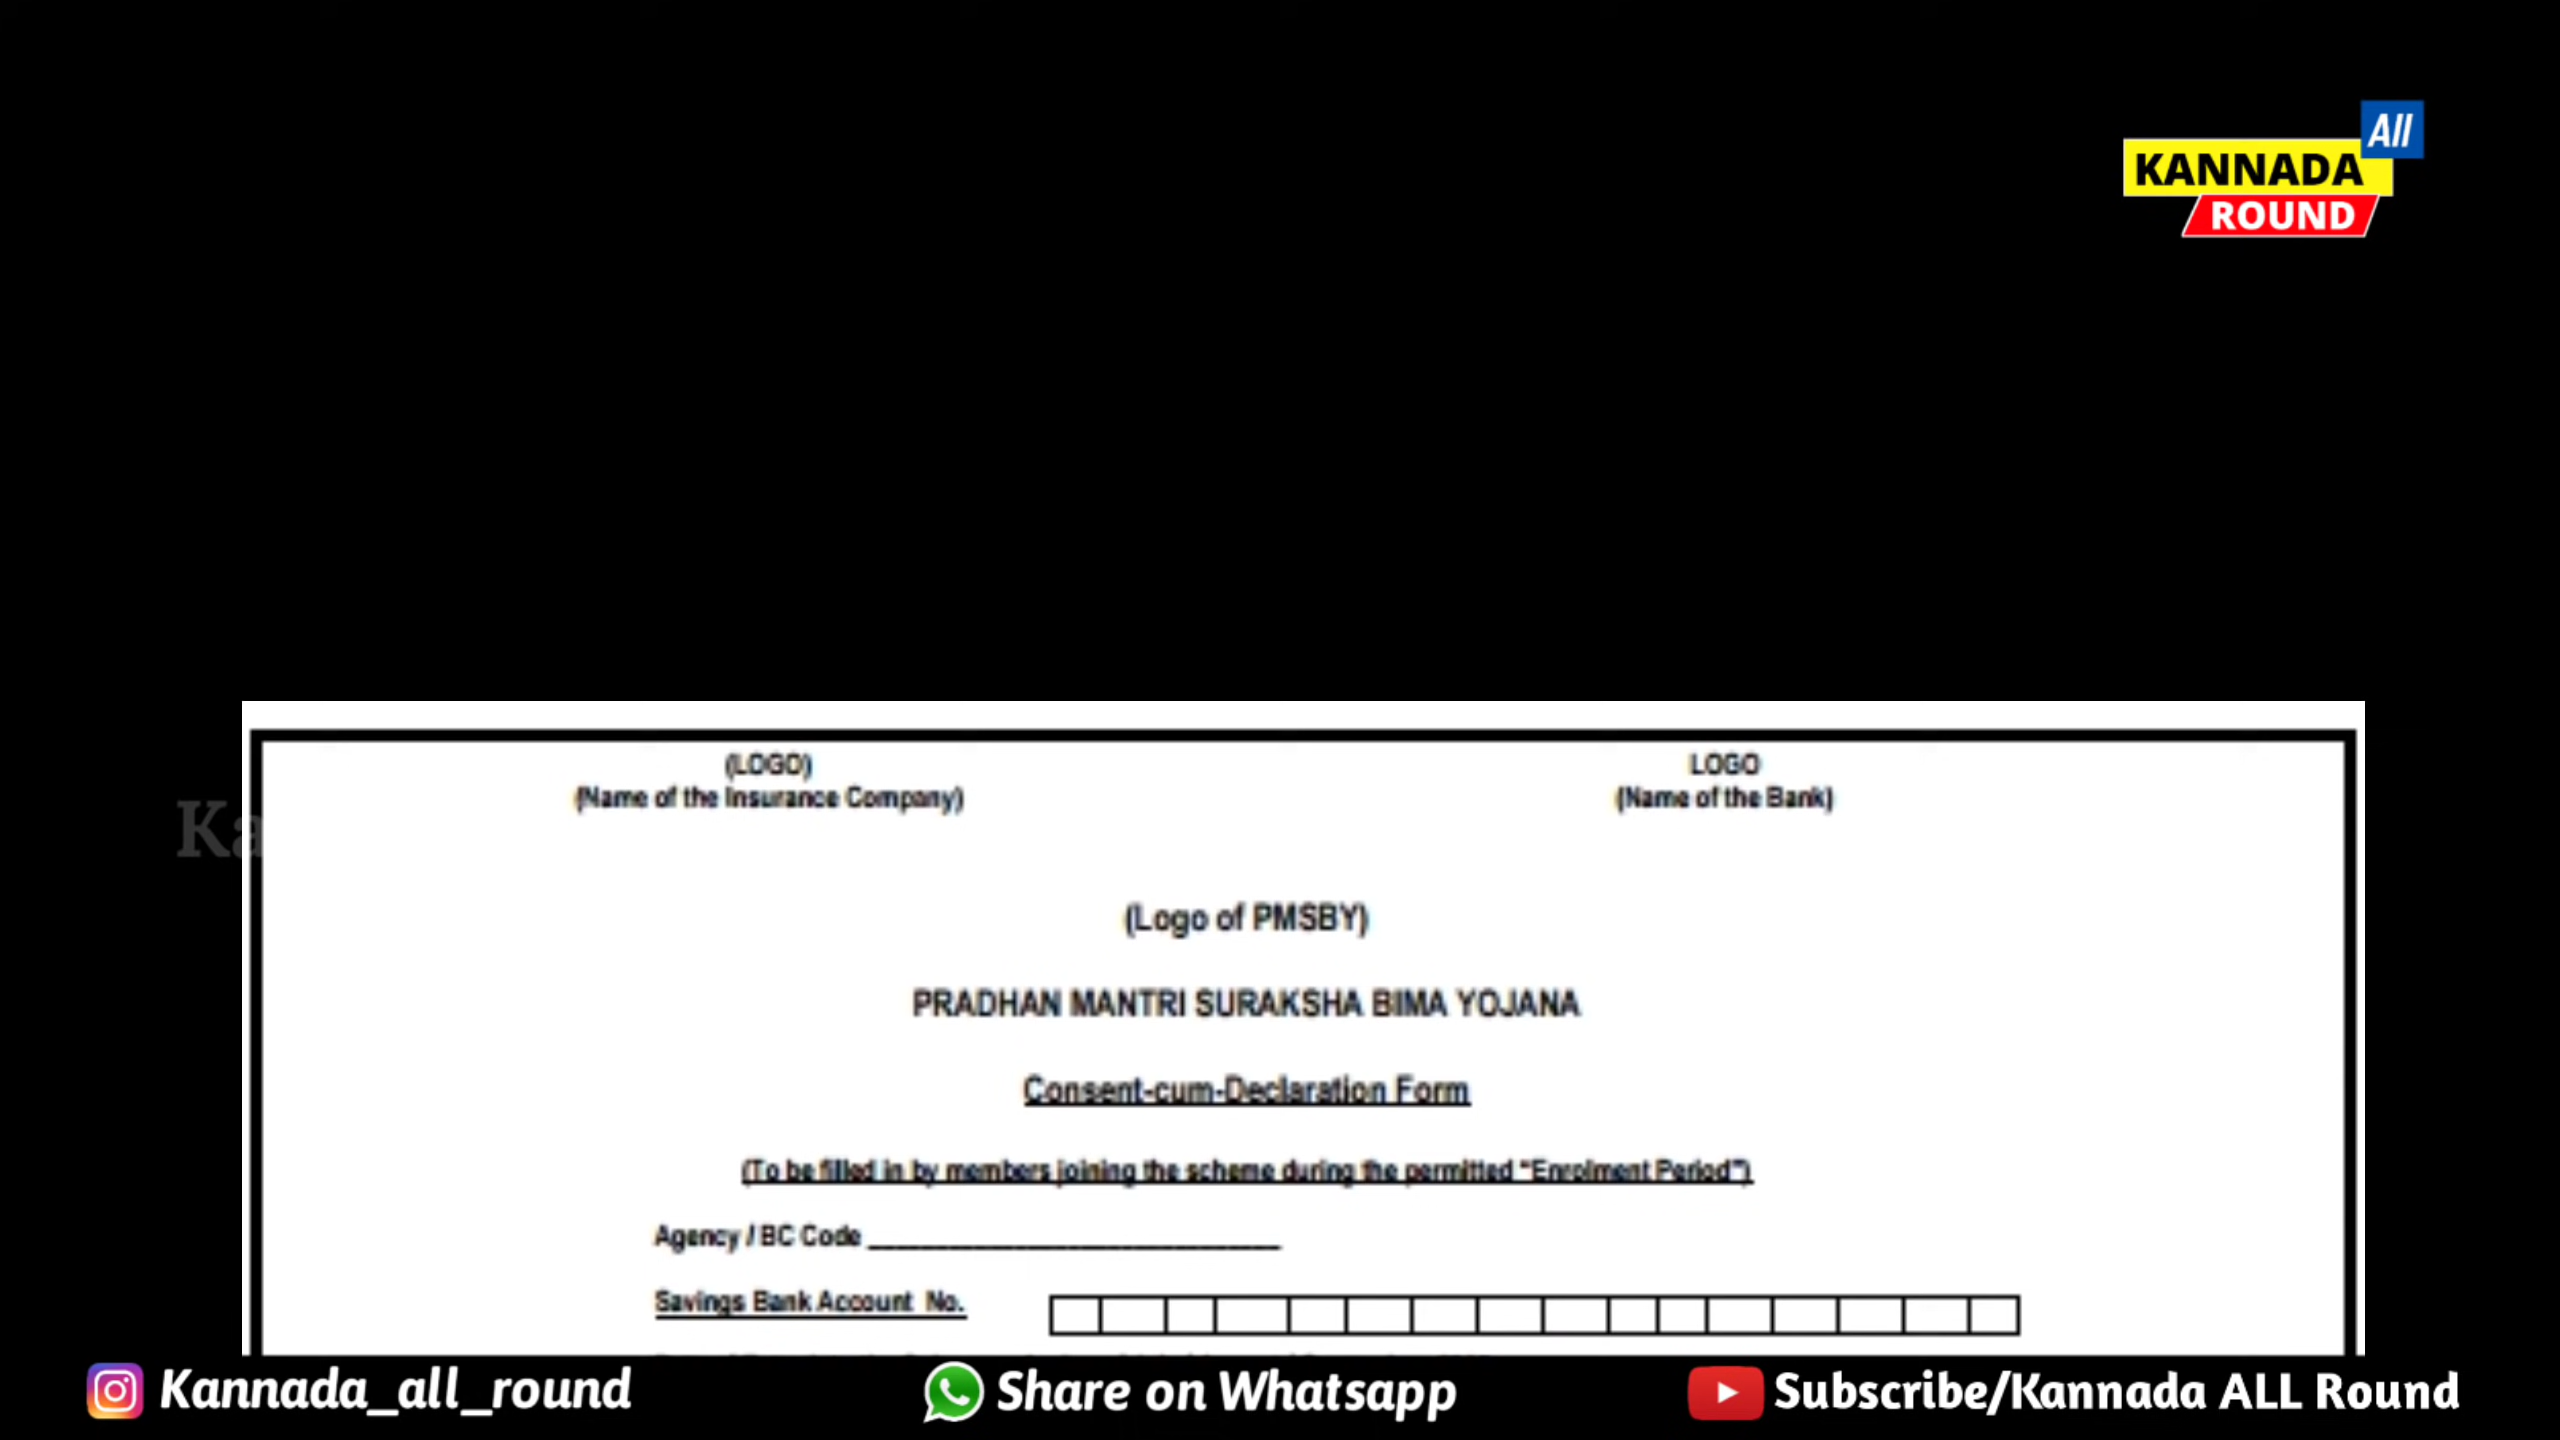 All
KANNADA
ROUND
(LOGO)
(Name of the Insurance Company)
LOGO
(Name of the Bank)
Ka
(Logo of PMSBY)
PRADHAN MANTRI SURAKSHA BIMA YOJANA
Consent-cum-Declaration Form
(To be filled in by members joining the scheme during the permitted “Enrolment Period”)
Agency / BC Code
Savings Bank Account No.
Kannada_all_round
Share on Whatsapp
Subscribe/Kannada ALL Round